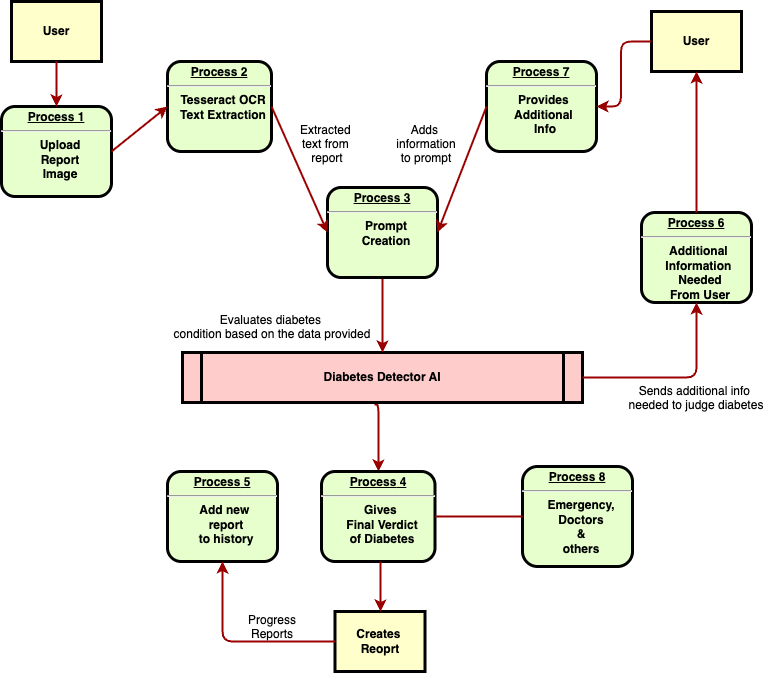 User
User
Process 1
Upload
Report
Image
Process 2
Tesseract OCR
Text Extraction
Process 7
Provides
Additional
Info
Extracted
text from
report
Adds
information
to prompt
Process 3
Prompt
Creation
Process 6
Additional
Information
Needed
From User
Evaluates diabetes
condition based on the data provided
Diabetes Detector AI
Sends additional info
needed to judge diabetes
Process 5
Add new
report
to history
Process 4
Gives
Final Verdict
of Diabetes
Process 8
Emergency,
Doctors
&
others
Progress
Reports
Creates
Reoprt